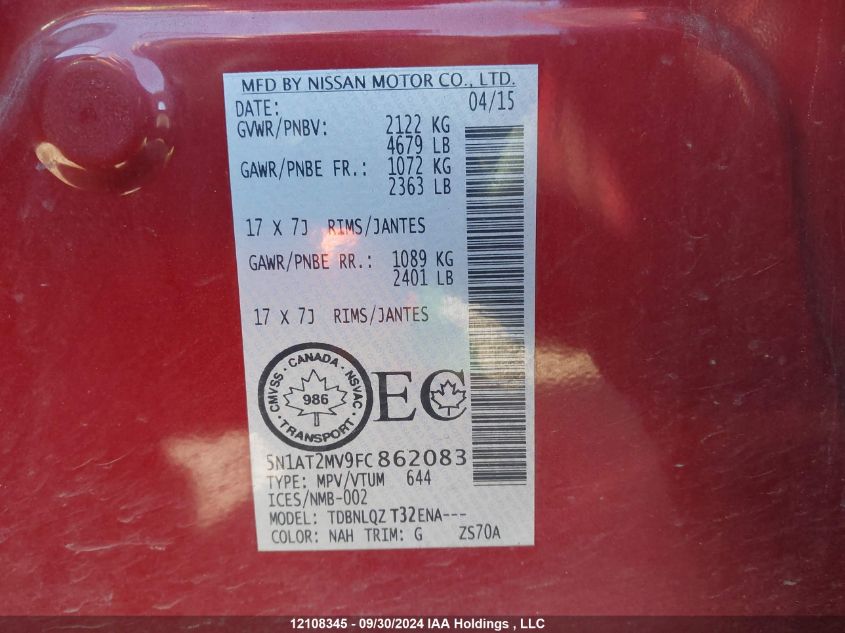 MFD BY NISSAN MOTOR CO., LTD.
DATE: 04/15
GVWR/PNBV: 2122 KG
4679 LB
GAWR/PNBE FR.: 1072 KG
2363 LB
17 X 7J RIMS/JANTES
GAWR/PNBE RR.: 1089 KG
2401 LB
17 X 7J RIMS/JANTES
CMVSS · CANADA · NSVAC · TRANSPORT ·
986
EC
5N1AT2MV9FC862083
TYPE: MPV/VTUM 644
ICES/NMB-002
MODEL: TDBNLQZ T32ENA---
COLOR: NAH TRIM: G ZS70A
12108345 - 09/30/2024 IAA Holdings , LLC